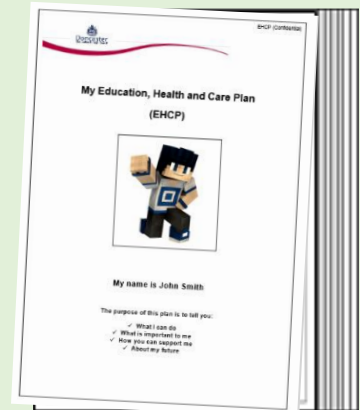 EHCP (Confidential)
My Education, Health and Care Plan
(EHCP)
My name is John Smith
The purpose of this plan is to tell you:
✓ What I can do
✓ What is important to me
✓ How you can support me
✓ About my future